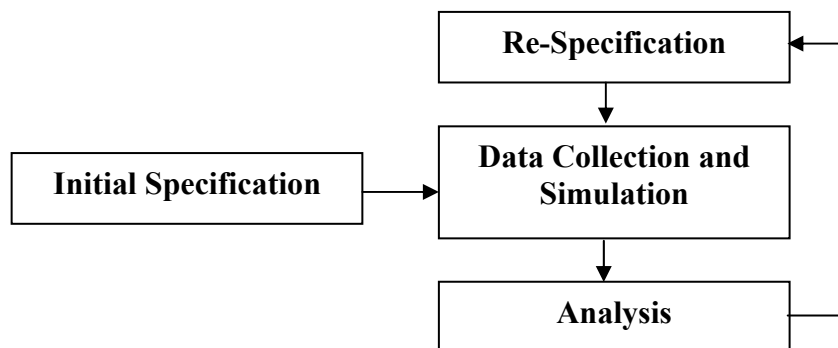 Re-Specification
Initial Specification
Data Collection and
Simulation
Analysis